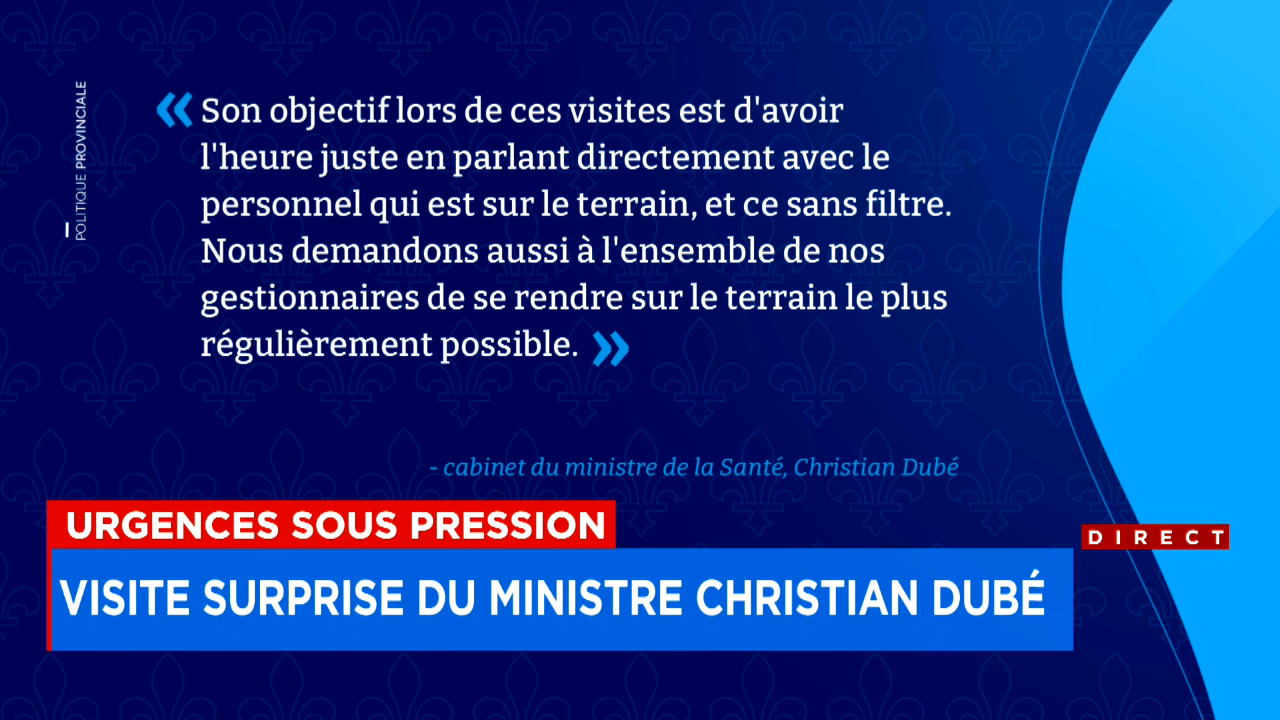 POLITIQUE PROVINCIALE
« Son objectif lors de ces visites est d'avoir
l'heure juste en parlant directement avec le
personnel qui est sur le terrain, et ce sans filtre.
Nous demandons aussi à l'ensemble de nos
gestionnaires de se rendre sur le terrain le plus
régulièrement possible. »
- cabinet du ministre de la Santé, Christian Dubé
URGENCES SOUS PRESSION
DIRECT
VISITE SURPRISE DU MINISTRE CHRISTIAN DUBÉ